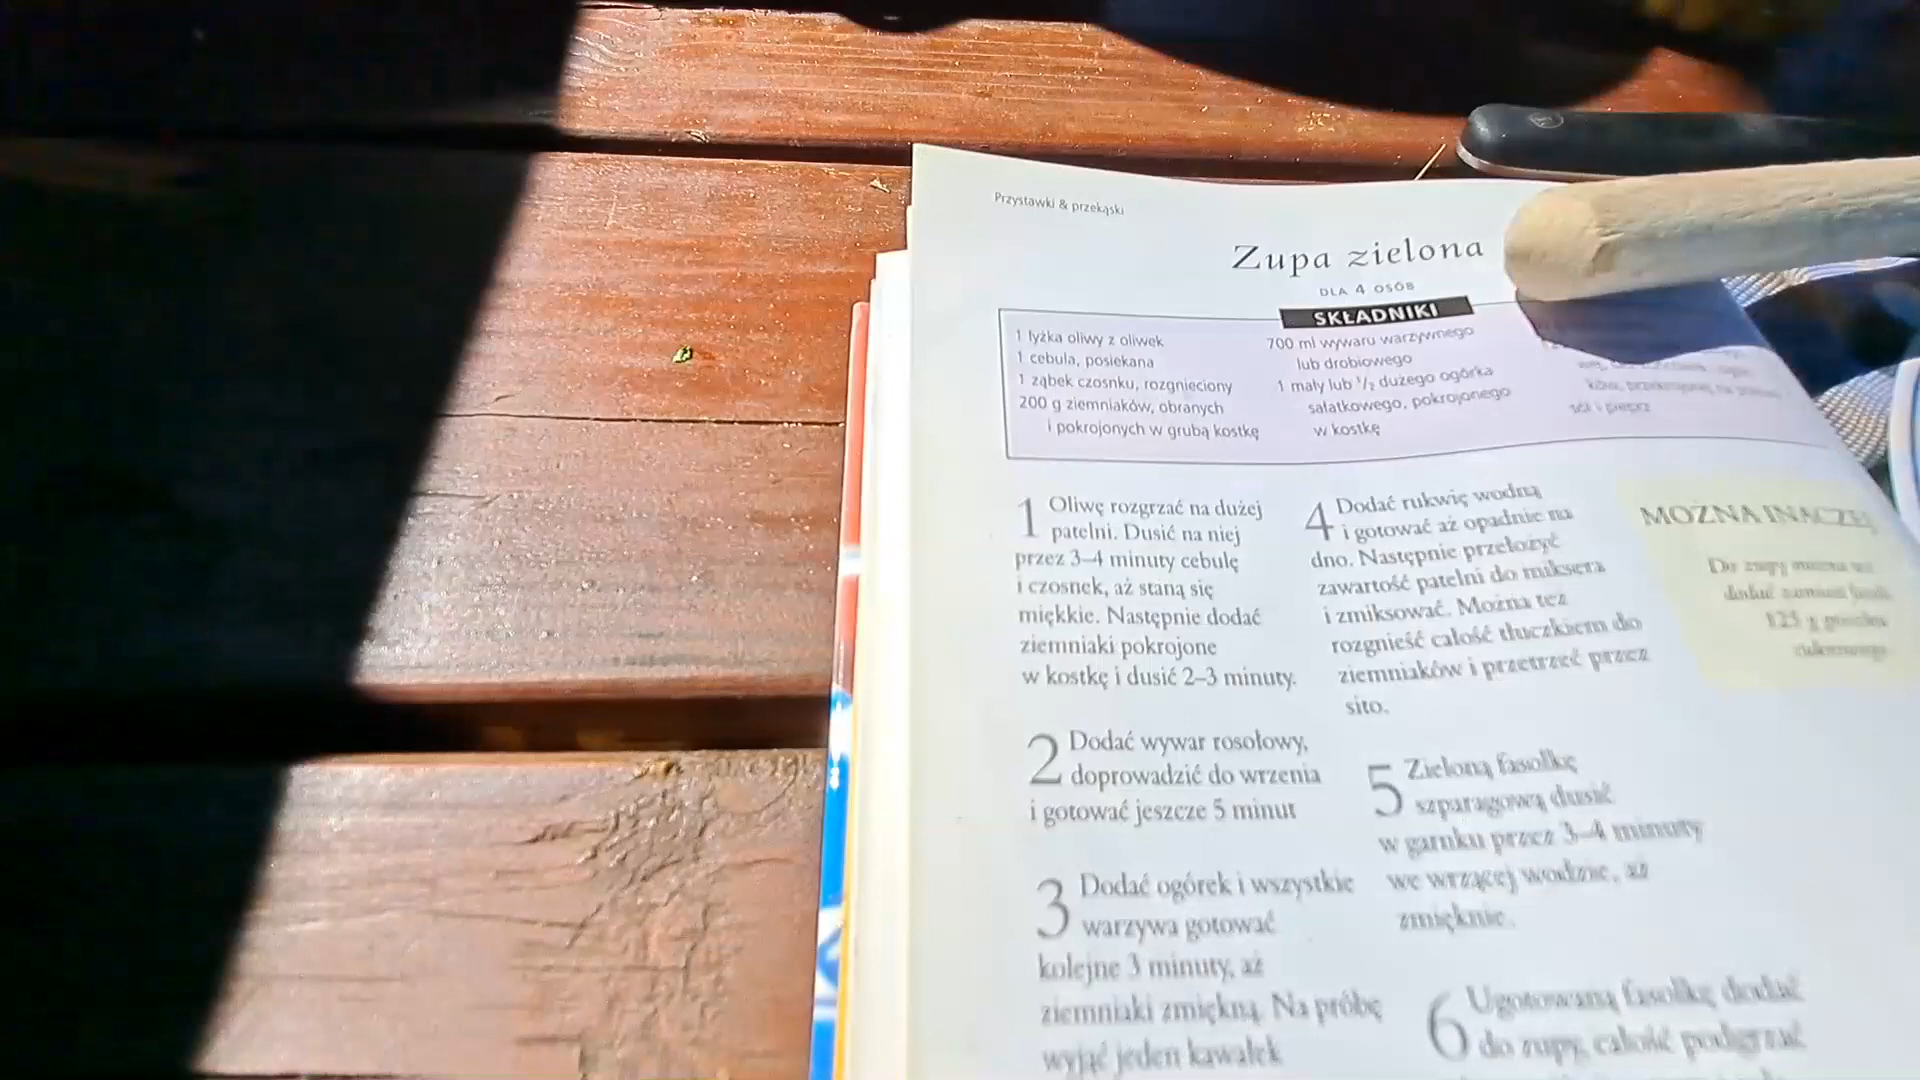 Przystawki & przekąski
Zupa zielona
DLA 4 OSÓB
SKŁADNIKI
1 łyżka oliwy z oliwek
1 cebula, posiekana
1 ząbek czosnku, rozgnieciony
200 g ziemniaków, obranych
i pokrojonych w grubą kostkę
700 ml wywaru warzywnego
lub drobiowego
1 mały lub ½ dużego ogórka
sałatkowego, pokrojonego
w kostkę
sól i pieprz
1 Oliwę rozgrzać na dużej
patelni. Dusić na niej
przez 3–4 minuty cebulę
i czosnek, aż staną się
miękkie. Następnie dodać
ziemniaki pokrojone
w kostkę i dusić 2–3 minuty.
2 Dodać wywar rosołowy,
doprowadzić do wrzenia
i gotować jeszcze 5 minut
3 Dodać ogórek i wszystkie
warzywa gotować
kolejne 3 minuty, aż
ziemniaki zmiękną. Na próbę
wyjąć jeden kawałek
4 Dodać rukwię wodną
i gotować aż opadnie na
dno. Następnie przełożyć
zawartość patelni do miksera
i zmiksować. Można też
rozgnieść całość tłuczkiem do
ziemniaków i przetrzeć przez
sito.
5 Zieloną fasolkę
szparagową dusić
w garnku przez 3–4 minuty
we wrzącej wodzie, aż
zmięknie.
6 Ugotowaną fasolkę dodać
do zupy, całość podgrzać
MOŻNA INACZEJ
Do zupy można
dodać zamiast
125 g groszku
cukrowego